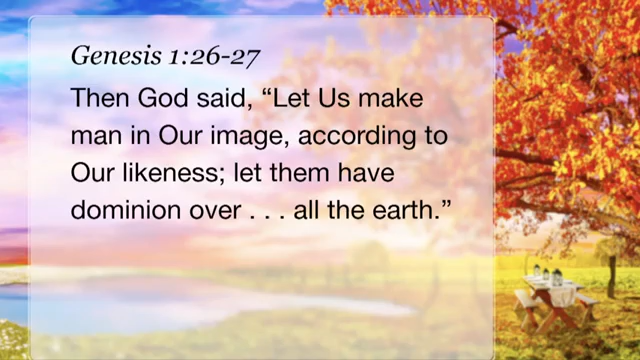 Genesis 1:26-27
Then God said, “Let Us make
man in Our image, according to
Our likeness; let them have
dominion over . . . all the earth.”